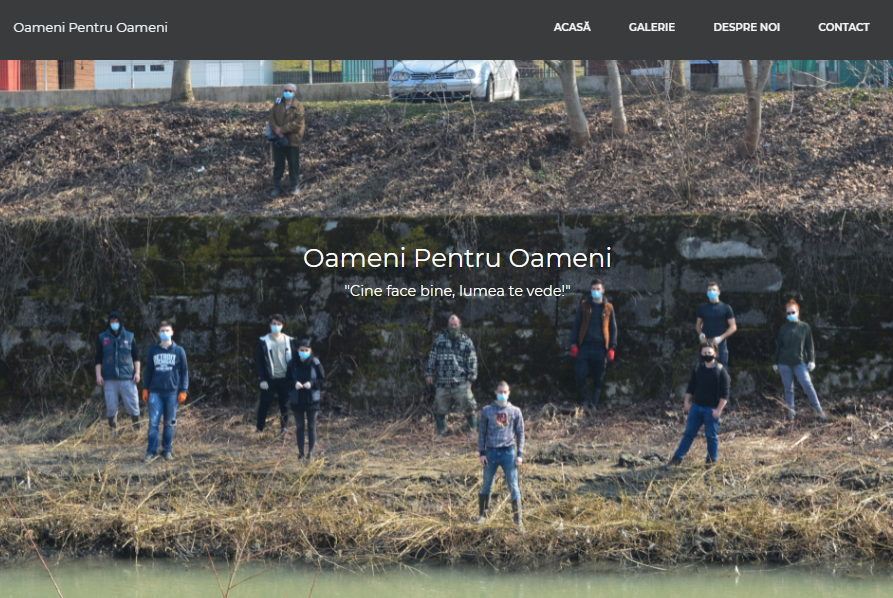 Oameni Pentru Oameni
ACASĂ GALERIE DESPRE NOI CONTACT
Oameni Pentru Oameni
"Cine face bine, lumea te vede!"
DETROIT